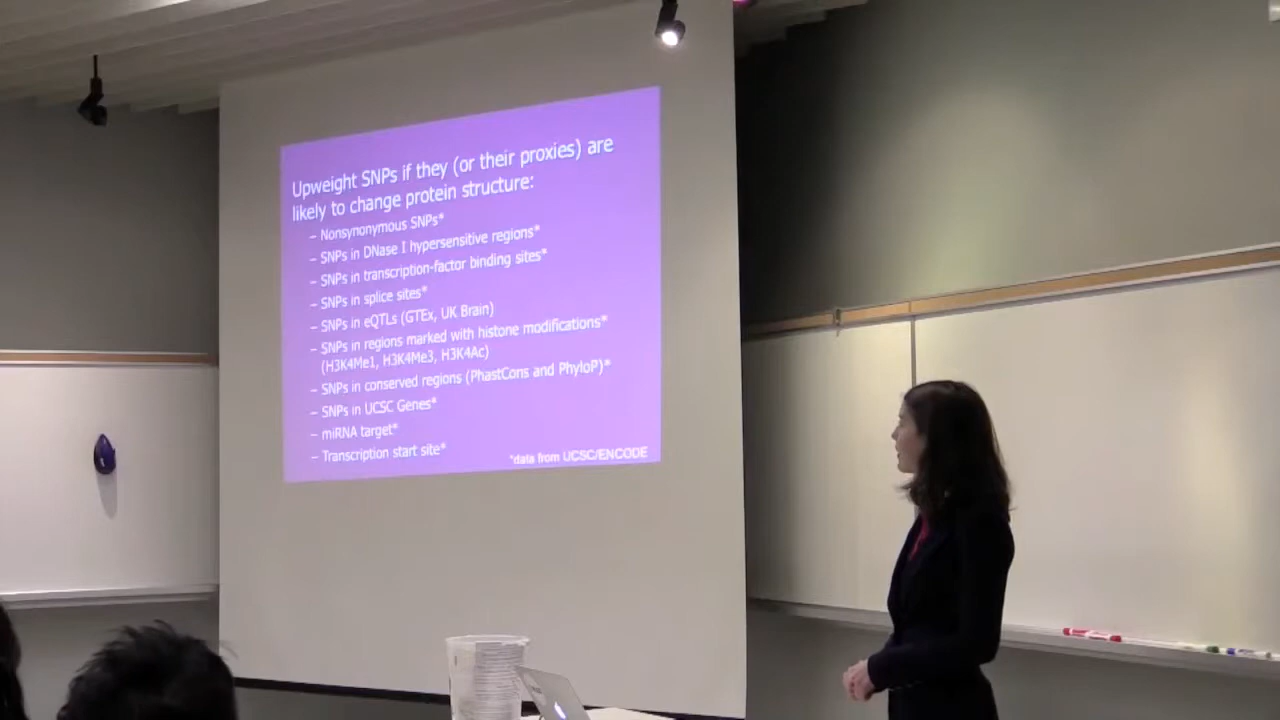 Upweight SNPs if they (or their proxies) are
likely to change protein structure:
– Nonsynonymous SNPs*
– SNPs in DNase I hypersensitive regions*
– SNPs in transcription-factor binding sites*
– SNPs in splice sites*
– SNPs in eQTLs (GTEx, UK Brain)
– SNPs in regions marked with histone modifications*
(H3K4Me1, H3K4Me3, H3K4Ac)
– SNPs in conserved regions (PhastCons and PhyloP)*
– SNPs in UCSC Genes*
– miRNA target*
– Transcription start site*
*data from UCSC/ENCODE